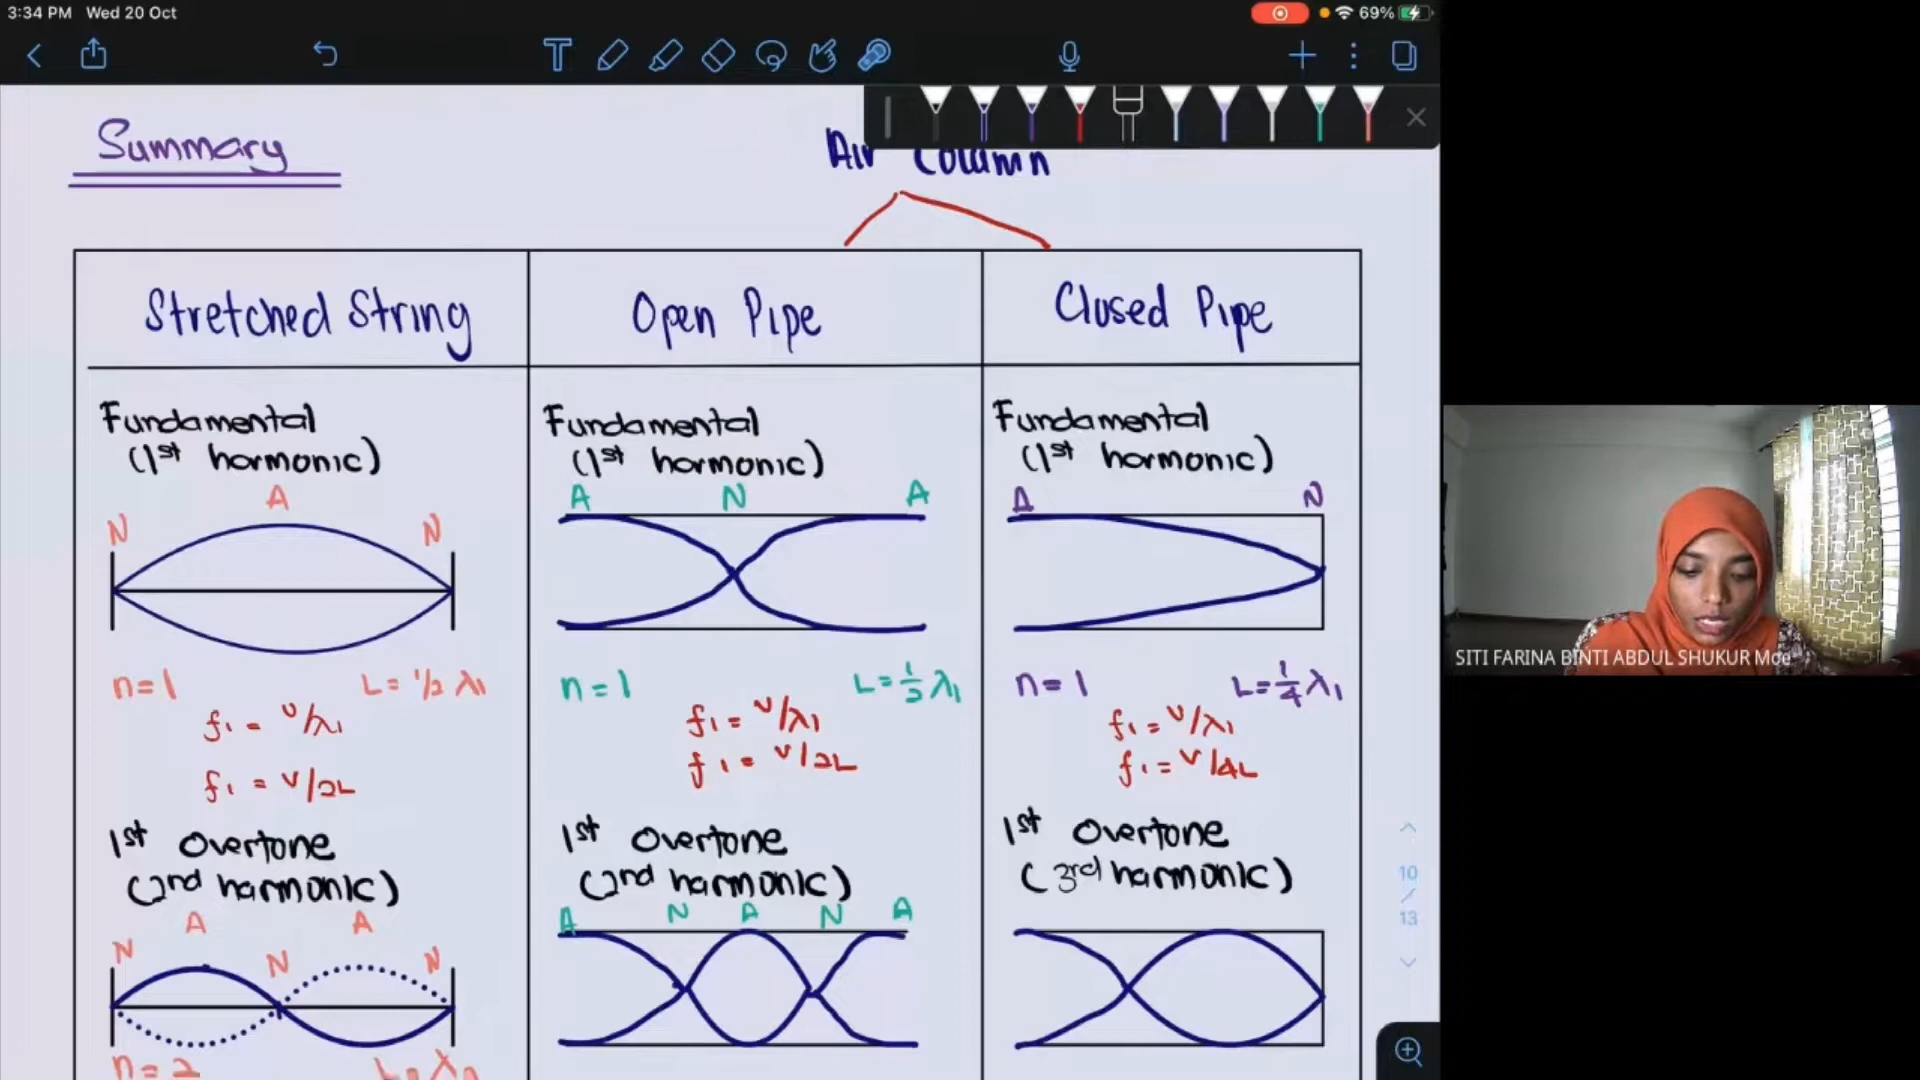 3:34 PM Wed 20 Oct
69%
Summary
Air Column
Stretched String
Open Pipe
Closed Pipe
Fundamental
(1st harmonic)
A
N N
n=1 L= 1/2 λ1
f1 = v/λ1
f1 = v/2L
1st Overtone
(2nd harmonic)
A A
N N N
n=2
Fundamental
(1st harmonic)
A N A
n=1 L=1/2 λ1
f1 = v/λ1
f1 = v/2L
1st Overtone
(2nd harmonic)
A N A N A
Fundamental
(1st harmonic)
A N
n=1 L=1/4 λ1
f1 = v/λ1
f1 = v/4L
1st Overtone
(3rd harmonic)
10
/
13
SITI FARINA BINTI ABDUL SHUKUR Moe